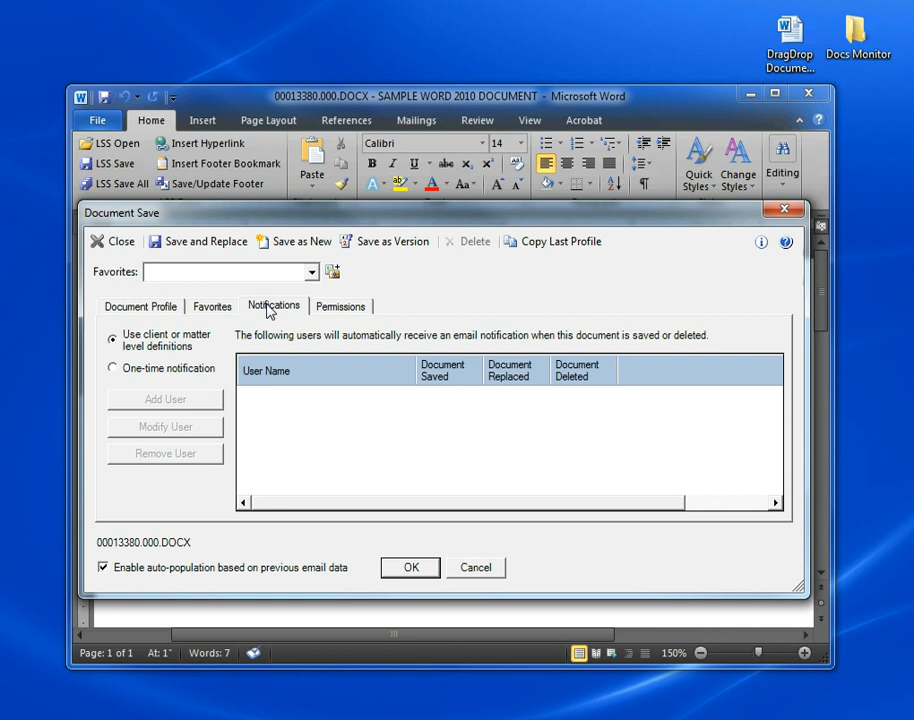 DragDrop
Docume...
Docs Monitor
00013380.000.DOCX - SAMPLE WORD 2010 DOCUMENT - Microsoft Word
File Home Insert Page Layout References Mailings Review View Acrobat
LSS Open Insert Hyperlink
LSS Save Insert Footer Bookmark
LSS Save All Save/Update Footer
Paste
Calibri 14
B I U abc x₂ x²
A ab A Aa A A
Quick
Styles
Change
Styles
Editing
Document Save
Close Save and Replace Save as New Save as Version Delete Copy Last Profile
Favorites:
Document Profile Favorites Notifications Permissions
Use client or matter
level definitions
One-time notification
Add User
Modify User
Remove User
The following users will automatically receive an email notification when this document is saved or deleted.
User Name
Document
Saved
Document
Replaced
Document
Deleted
00013380.000.DOCX
Enable auto-population based on previous email data
OK Cancel
Page: 1 of 1 At: 1" Words: 7 150%